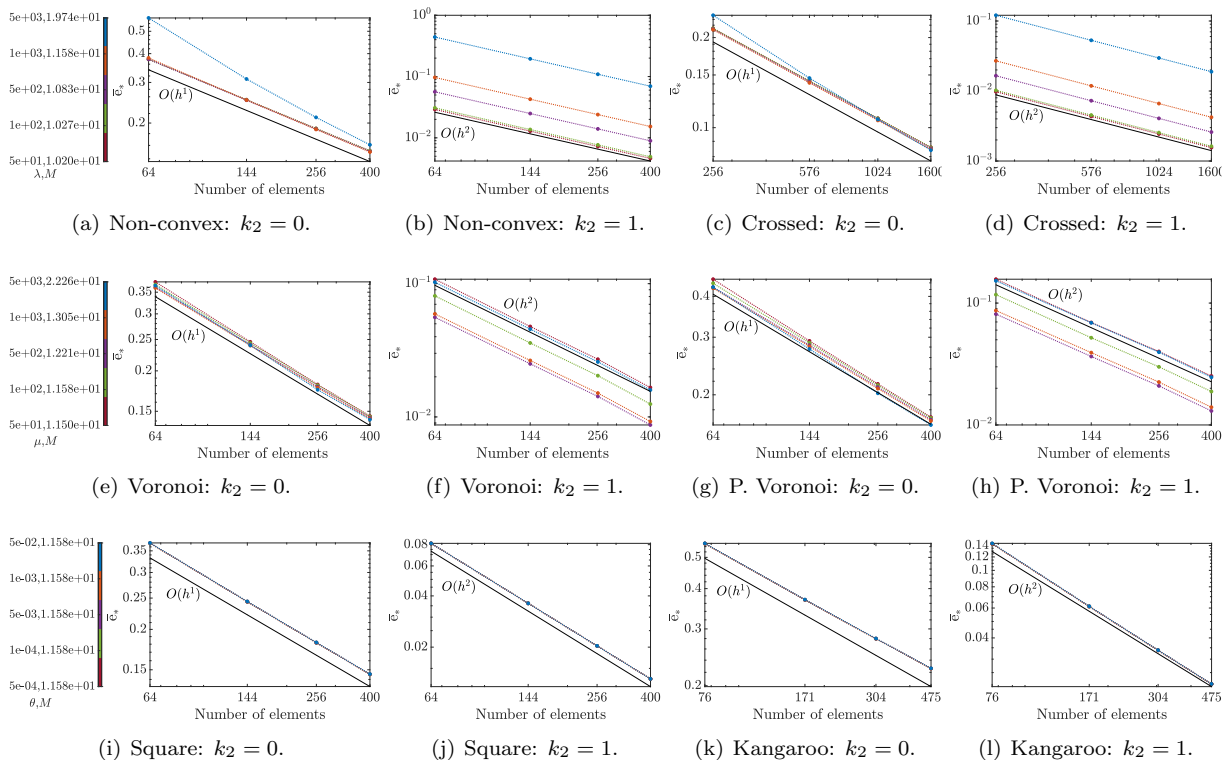 5e+03,1.974e+01
1e+03,1.158e+01
5e+02,1.083e+01
1e+02,1.027e+01
5e+01,1.020e+01
λ,M
0.5
0.3
0.2
ē*
O(h¹)
64 144 256 400
Number of elements
(a) Non-convex: k₂ = 0.
10⁰
10⁻¹
10⁻²
ē*
O(h²)
64 144 256 400
Number of elements
(b) Non-convex: k₂ = 1.
0.2
0.15
0.1
ē*
O(h¹)
256 576 1024 1600
Number of elements
(c) Crossed: k₂ = 0.
10⁻¹
10⁻²
10⁻³
ē*
O(h²)
256 576 1024 1600
Number of elements
(d) Crossed: k₂ = 1.
5e+03,2.226e+01
1e+03,1.305e+01
5e+02,1.221e+01
1e+02,1.158e+01
5e+01,1.150e+01
μ,M
0.35
0.25
0.2
0.15
ē*
O(h¹)
64 144 256 400
Number of elements
(e) Voronoi: k₂ = 0.
10⁻¹
10⁻²
ē*
O(h²)
64 144 256 400
Number of elements
(f) Voronoi: k₂ = 1.
0.4
0.3
0.2
ē*
O(h¹)
64 144 256 400
Number of elements
(g) P. Voronoi: k₂ = 0.
10⁻¹
10⁻²
ē*
O(h²)
64 144 256 400
Number of elements
(h) P. Voronoi: k₂ = 1.
5e-02,1.158e+01
1e-03,1.158e+01
5e-03,1.158e+01
1e-04,1.158e+01
5e-04,1.158e+01
θ,M
0.35
0.25
0.2
0.15
ē*
O(h¹)
64 144 256 400
Number of elements
(i) Square: k₂ = 0.
0.08
0.04
0.02
ē*
O(h²)
64 144 256 400
Number of elements
(j) Square: k₂ = 1.
0.5
0.4
0.3
0.2
ē*
O(h¹)
76 171 304 475
Number of elements
(k) Kangaroo: k₂ = 0.
0.14
0.12
0.10
0.08
0.06
0.04
ē*
O(h²)
76 171 304 475
Number of elements
(l) Kangaroo: k₂ = 1.